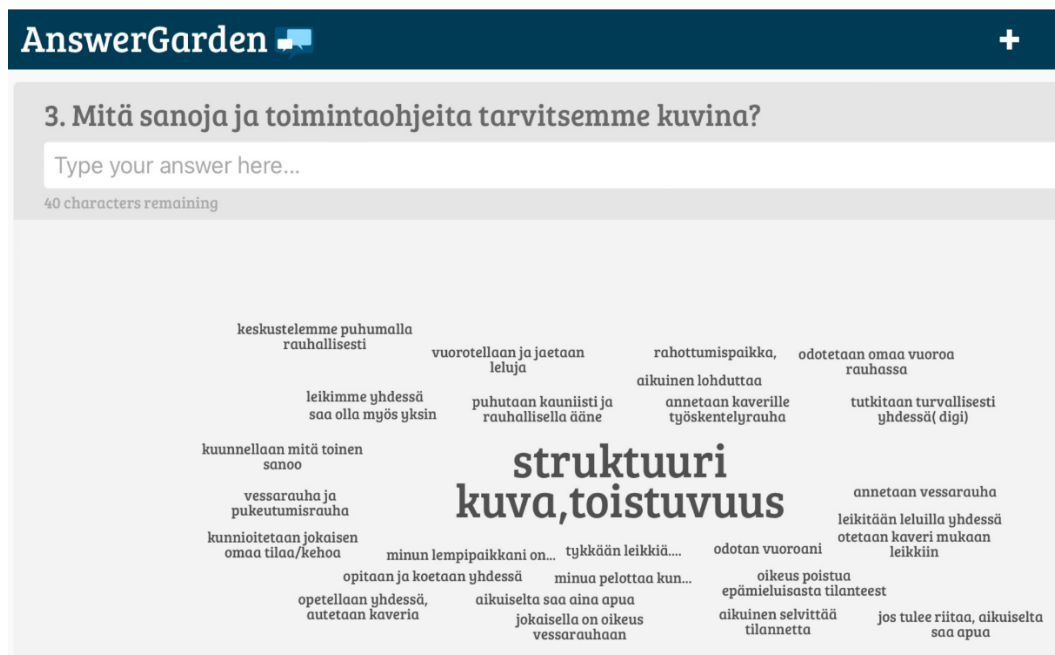 AnswerGarden
3. Mitä sanoja ja toimintaohjeita tarvitsemme kuvina?
Type your answer here...
40 characters remaining
keskustelemme puhumalla
rauhallisesti
vuorotellaan ja jaetaan
leluja
rahottumispaikka,
odotetaan omaa vuoroa
rauhassa
aikuinen lohduttaa
leikimme yhdessä
saa olla myös yksin
puhutaan kauniisti ja
rauhallisella ääne
annetaan kaverille
työskentelyrauha
tutkitaan turvallisesti
yhdessä( digi)
kuunnellaan mitä toinen
sanoo
struktuuri
kuva,toistuvuus
vessarauha ja
pukeutumisrauha
annetaan vessarauha
leikitään leluilla yhdessä
kunnioitetaan jokaisen
omaa tilaa/kehoa
minun lempipaikkani on...
tykkään leikkiä....
odotan vuoroani
otetaan kaveri mukaan
leikkiin
opitaan ja koetaan yhdessä
minua pelottaa kun...
oikeus poistua
epämieluisasta tilanteest
opetellaan yhdessä,
autetaan kaveria
aikuiselta saa aina apua
jokaisella on oikeus
vessarauhaan
aikuinen selvittää
tilannetta
jos tulee riitaa, aikuiselta
saa apua